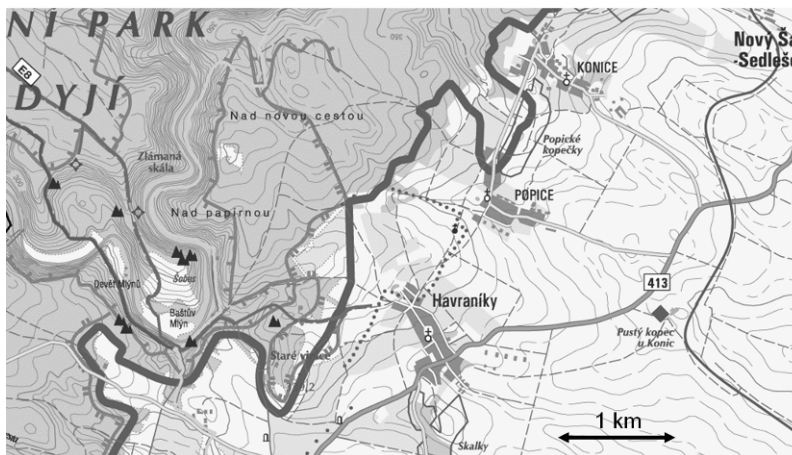 NÍ PARK
DYJÍ
E8
Nový Ša
-Sedleše
KONICE
Nad novou cestou
Popické
kopečky
Zlámaná
skála
POPICE
Nad papírnou
413
Šobes
Devět Mlýnů
Havraníky
Baštův
Mlýn
Pustý kopec
u Konic
Staré vinice
Skalky
1 km